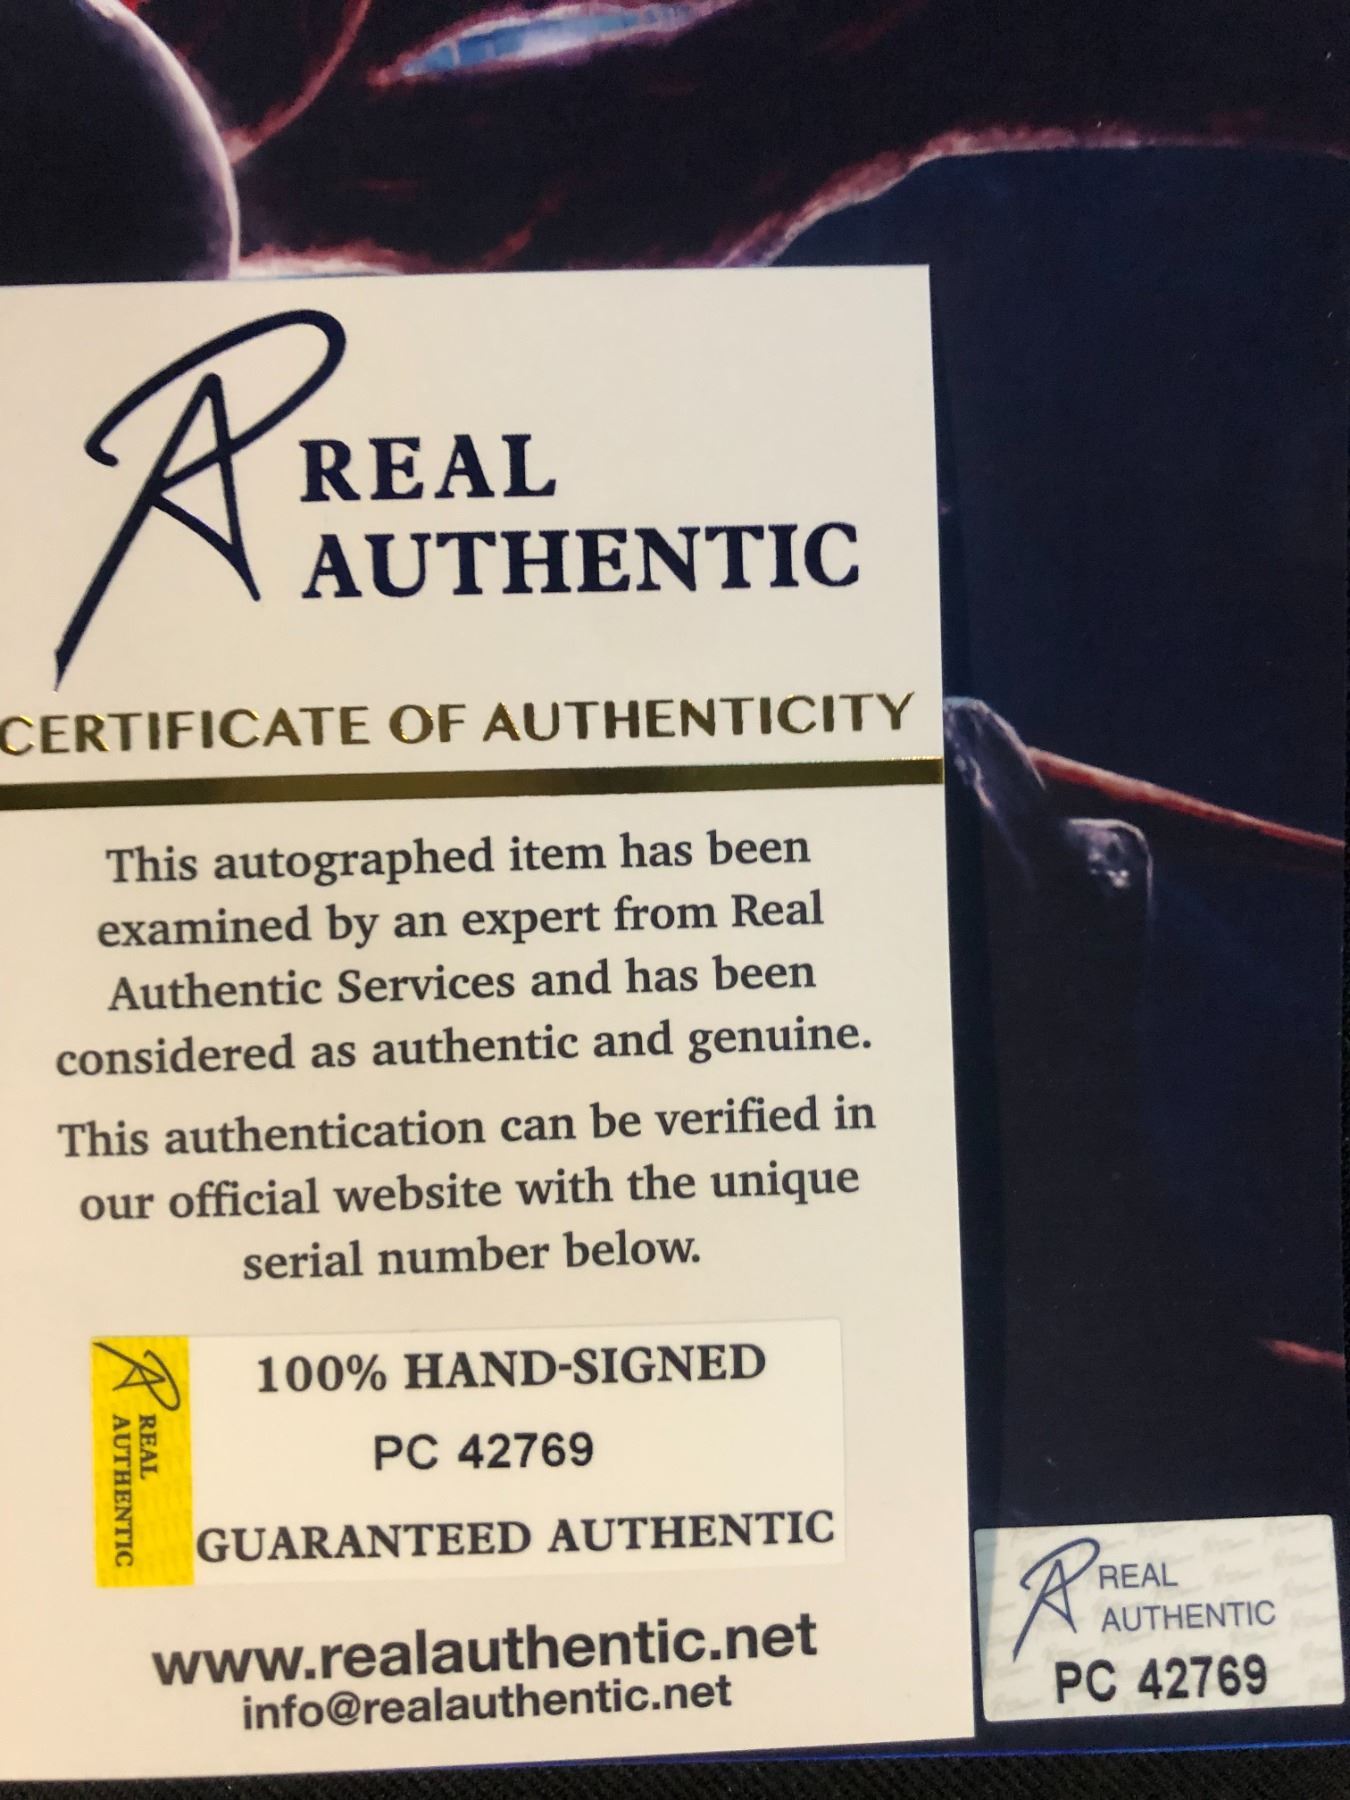 REAL
AUTHENTIC
CERTIFICATE OF AUTHENTICITY
This autographed item has been
examined by an expert from Real
Authentic Services and has been
considered as authentic and genuine.
This authentication can be verified in
our official website with the unique
serial number below.
REAL
AUTHENTIC
100% HAND-SIGNED
PC 42769
GUARANTEED AUTHENTIC
www.realauthentic.net
info@realauthentic.net
REAL
AUTHENTIC
PC 42769